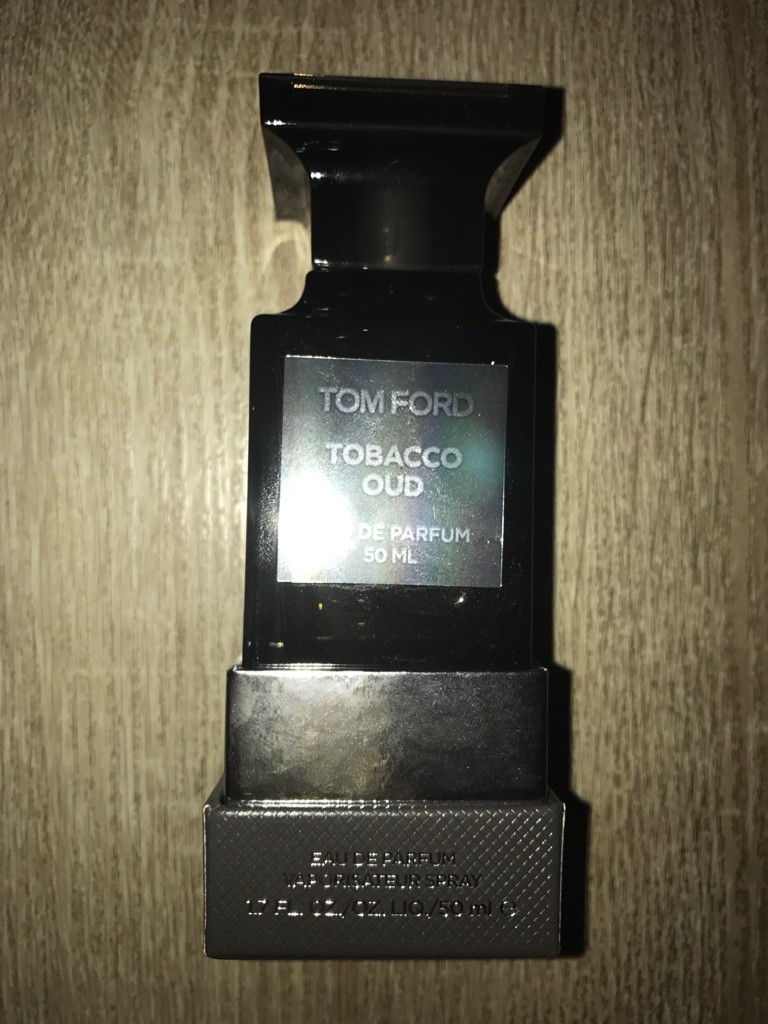 TOM FORD
TOBACCO
OUD
DE PARFUM
50 ML
EAU DE PARFUM
VAPORISATEUR SPRAY
1.7 FL. OZ./OZ. LIQ./50 ml ℮